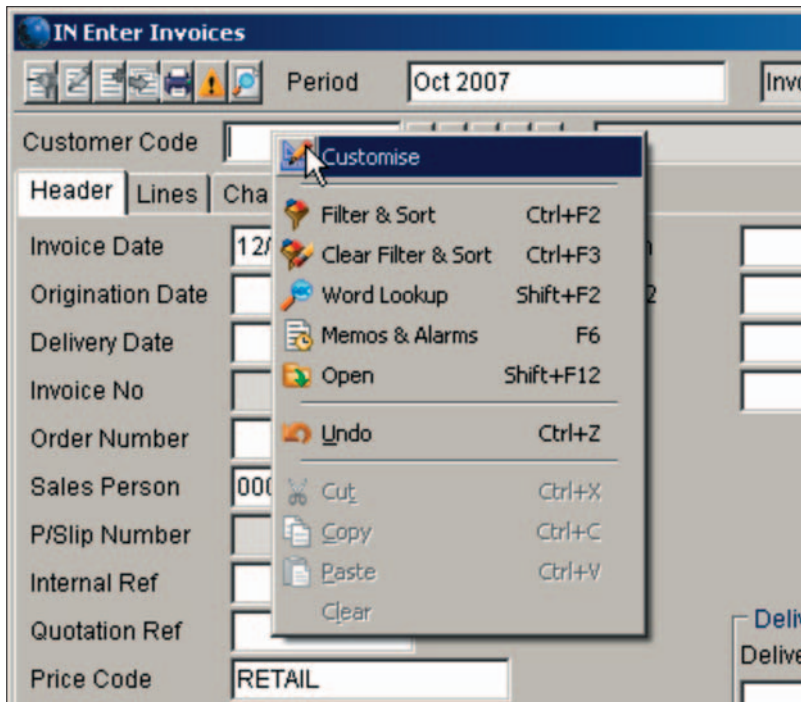 IN Enter Invoices
Period Oct 2007
Customer Code
Customise
Header Lines
Filter & Sort Ctrl+F2
Invoice Date 12/
Clear Filter & Sort Ctrl+F3
Origination Date
Word Lookup Shift+F2 2
Memos & Alarms F6
Delivery Date
Open Shift+F12
Invoice No
Undo Ctrl+Z
Order Number
Sales Person 000
Cut Ctrl+X
P/Slip Number
Copy Ctrl+C
Paste Ctrl+V
Internal Ref
Clear
Quotation Ref
Price Code RETAIL